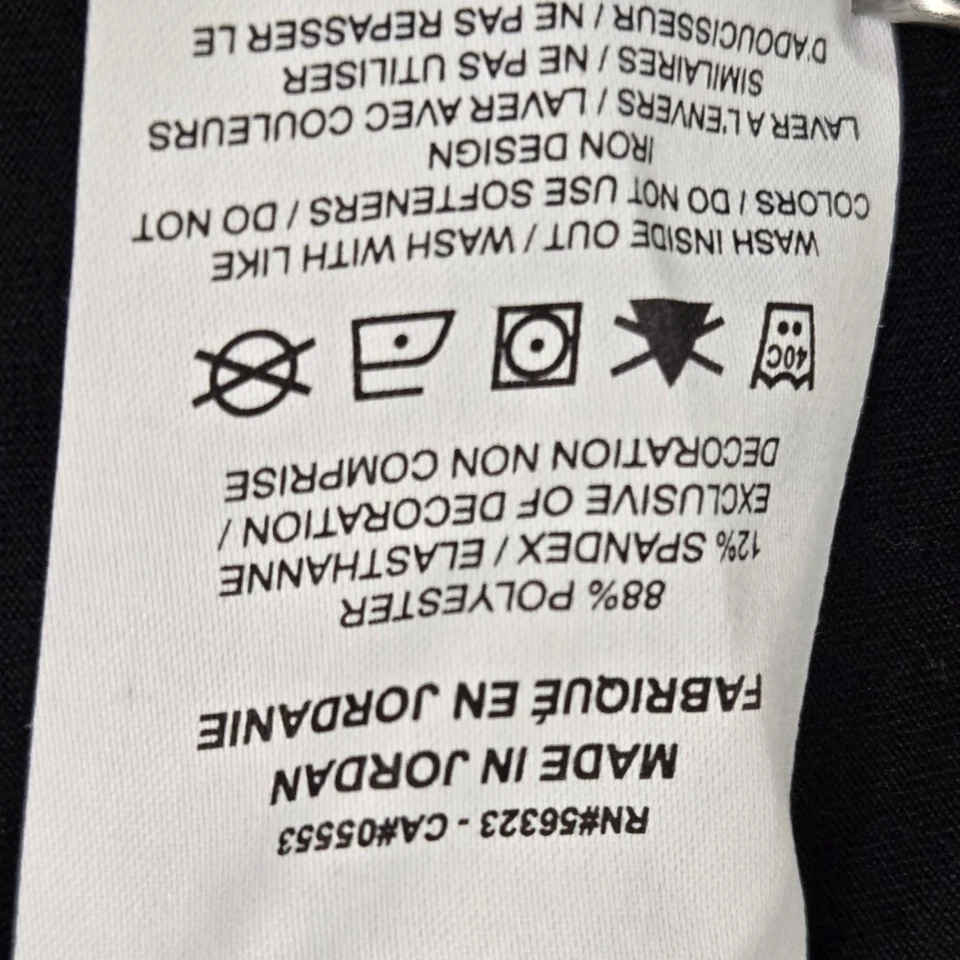 RN#56323 - CA#05553
MADE IN JORDAN
FABRIQUÉ EN JORDANIE
88% POLYESTER
12% SPANDEX / ELASTHANNE
EXCLUSIVE OF DECORATION /
DECORATION NON COMPRISE
40C
WASH INSIDE OUT / WASH WITH LIKE
COLORS / DO NOT USE SOFTENERS / DO NOT
IRON DESIGN
LAVER A L'ENVERS / LAVER AVEC COULEURS
SIMILAIRES / NE PAS UTILISER
D'ADOUCISSEUR / NE PAS REPASSER LE